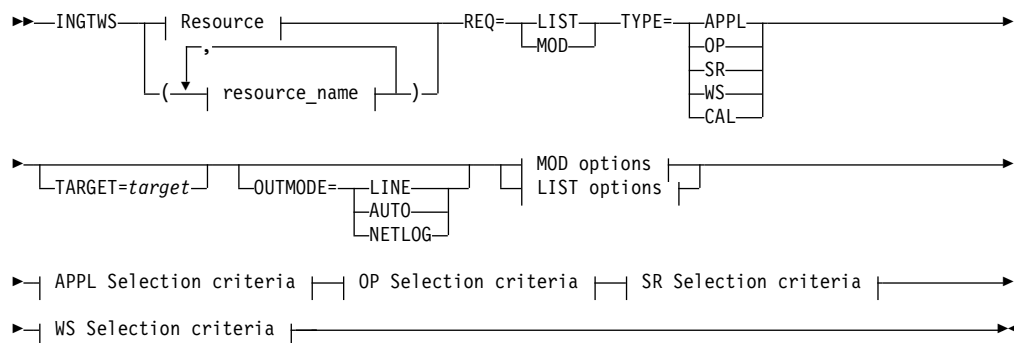 INGTWS Resource REQ= LIST TYPE= APPL
, MOD OP
( resource_name ) SR
WS
CAL
TARGET=target OUTMODE= LINE MOD options
AUTO LIST options
NETLOG
APPL Selection criteria OP Selection criteria SR Selection criteria
WS Selection criteria